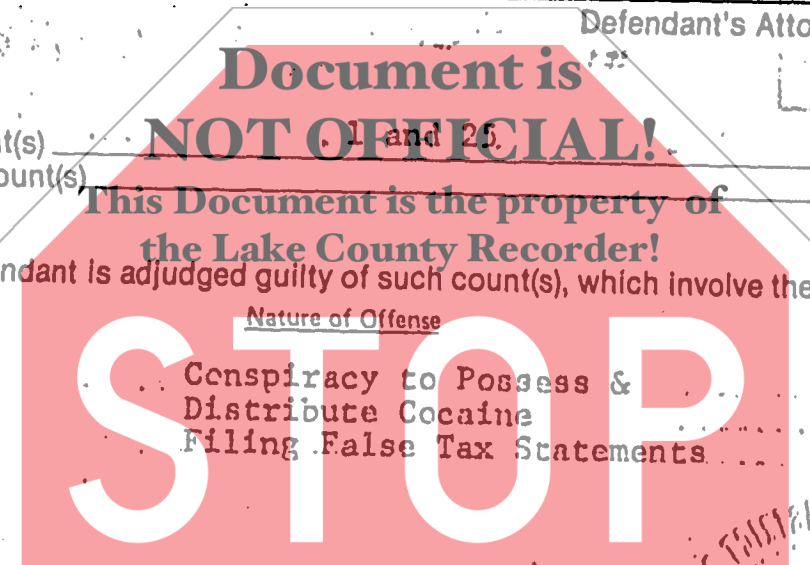 Defendant's Atto
Document is
NOT OFFICIAL!
nt(s) 1 and 25.
ount(s)
This Document is the property of
the Lake County Recorder!
ndant is adjudged guilty of such count(s), which involve the
Nature of Offense
Conspiracy to Possess &
Distribute Cocaine
Filing False Tax Statements
STOP